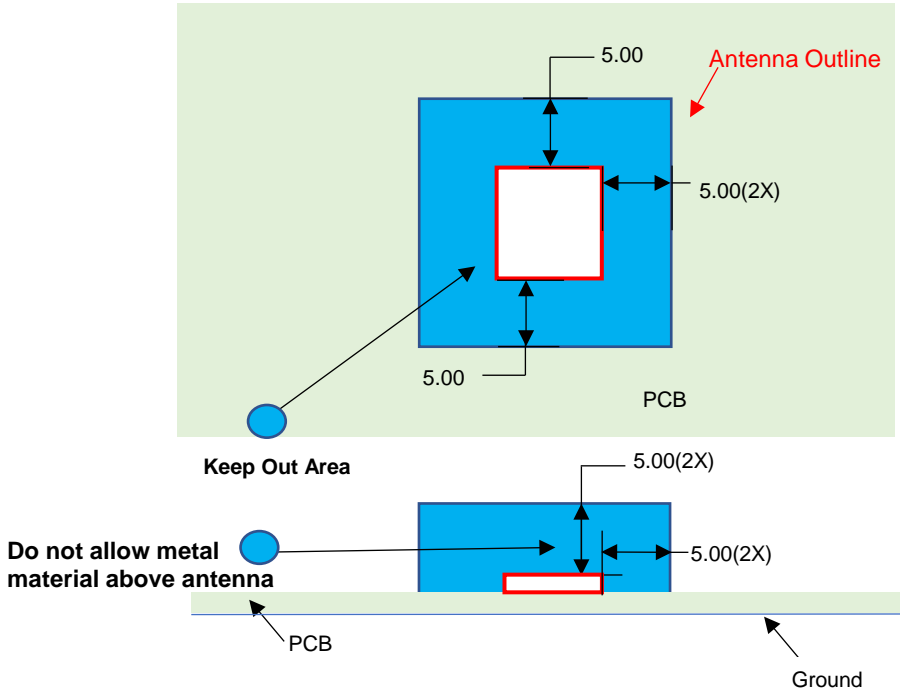 5.00
Antenna Outline
5.00(2X)
5.00
PCB
Keep Out Area
5.00(2X)
Do not allow metal
material above antenna
5.00(2X)
PCB
Ground